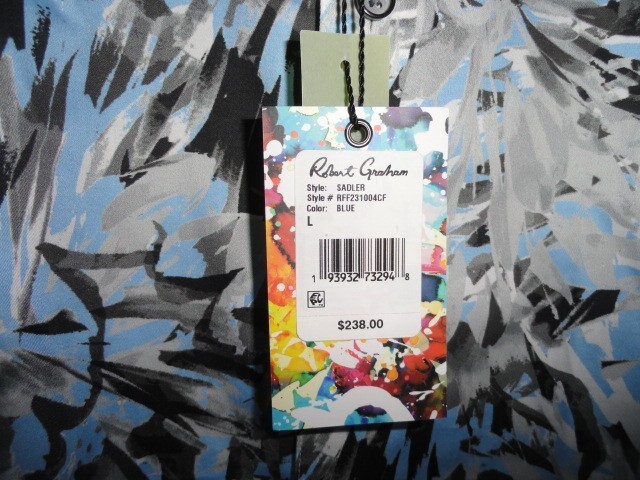 Robert Graham
Style: SADLER
Style # RFF231004CF
Color: BLUE
L
1 93932 73294 8
$238.00